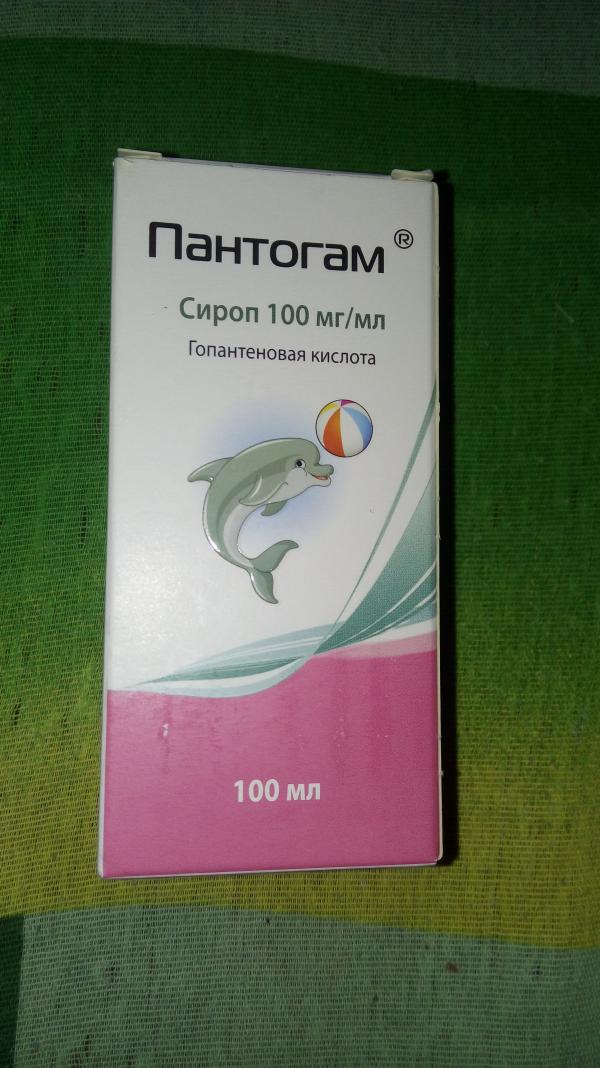 Пантогам ®
Сироп 100 мг/мл
Гопантеновая кислота
100 мл